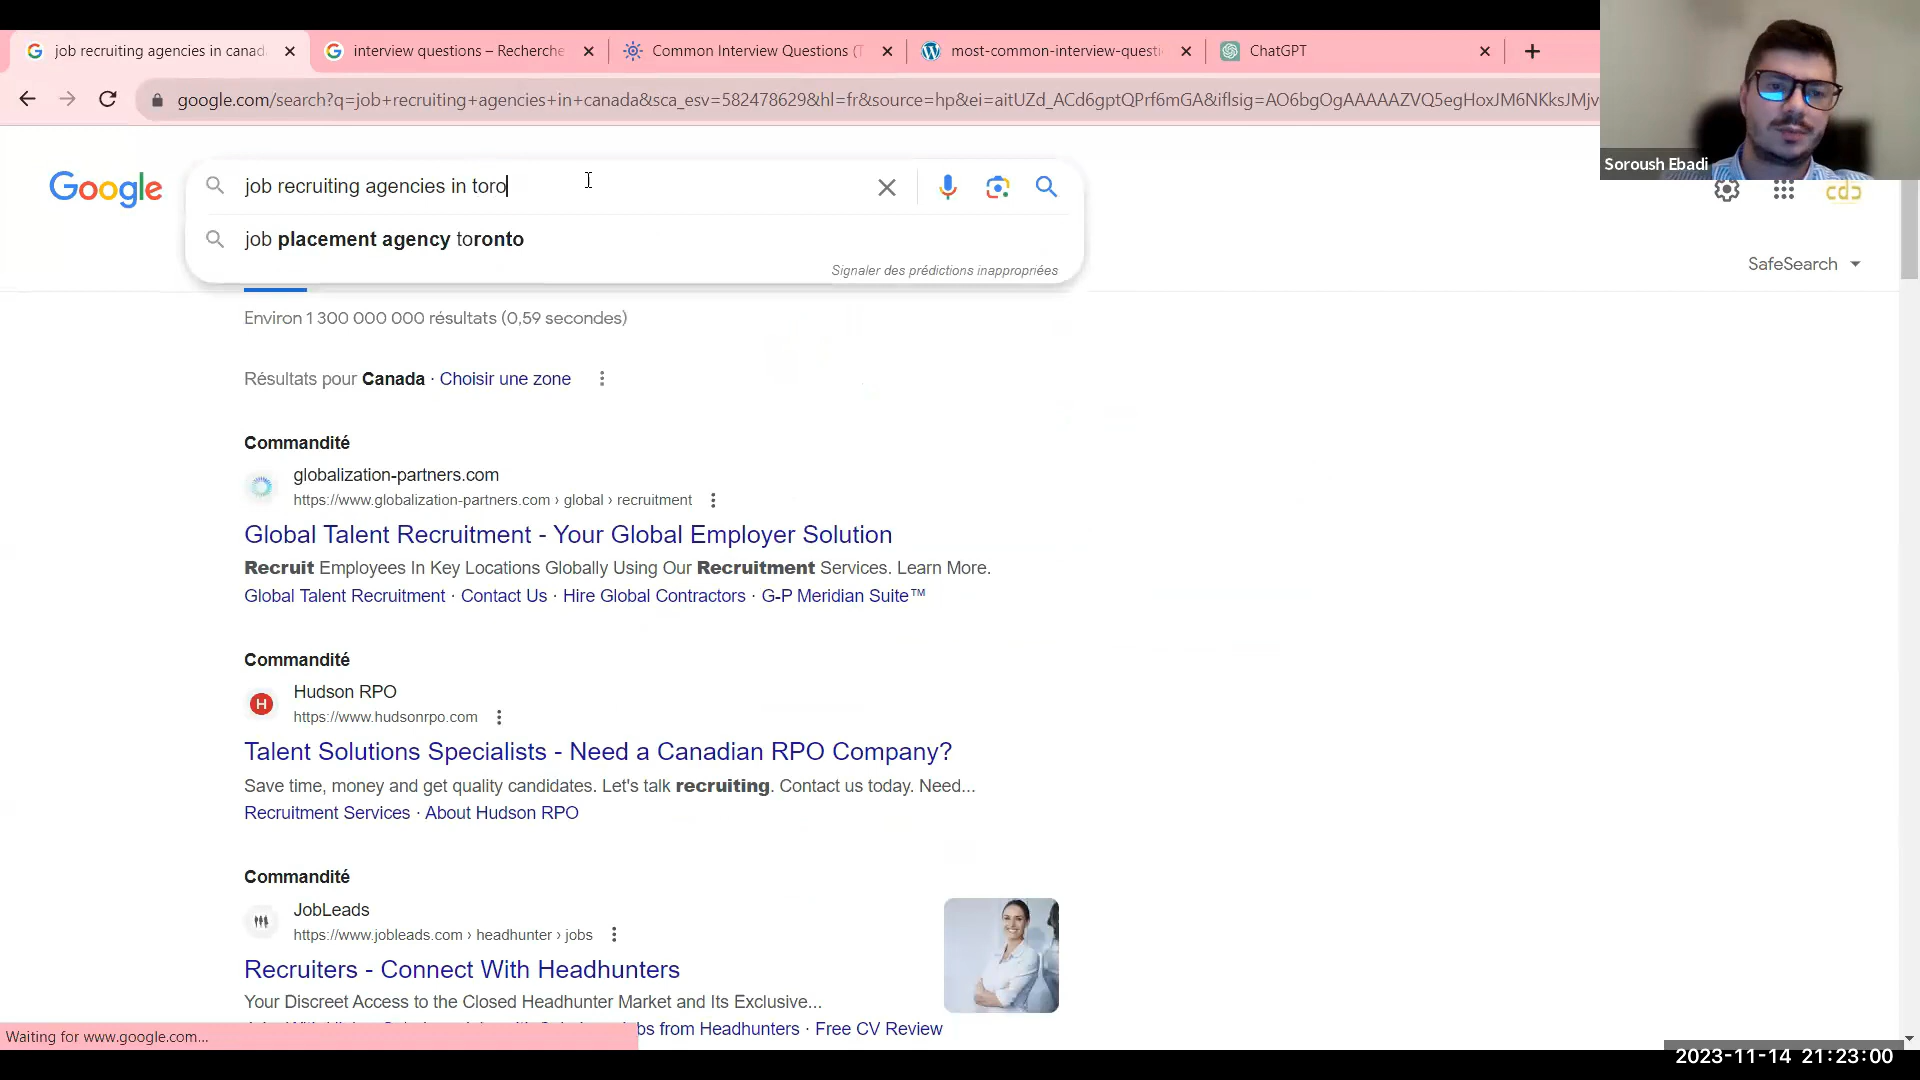 job recruiting agencies in canad
interview questions – Recherche
Common Interview Questions (T
most-common-interview-questi
ChatGPT
google.com/search?q=job+recruiting+agencies+in+canada&sca_esv=582478629&hl=fr&source=hp&ei=aitUZd_ACd6gptQPrf6mGA&iflsig=AO6bgOgAAAAAZVQ5egHoxJM6NKksJMjv
Soroush Ebadi
Google
job recruiting agencies in toro
job placement agency toronto
Signaler des prédictions inappropriées
cdc
SafeSearch
Environ 1 300 000 000 résultats (0,59 secondes)
Résultats pour Canada · Choisir une zone
Commandité
globalization-partners.com
https://www.globalization-partners.com › global › recruitment
Global Talent Recruitment - Your Global Employer Solution
Recruit Employees In Key Locations Globally Using Our Recruitment Services. Learn More.
Global Talent Recruitment · Contact Us · Hire Global Contractors · G-P Meridian Suite™
Commandité
H
Hudson RPO
https://www.hudsonrpo.com
Talent Solutions Specialists - Need a Canadian RPO Company?
Save time, money and get quality candidates. Let's talk recruiting. Contact us today. Need...
Recruitment Services · About Hudson RPO
Commandité
JobLeads
https://www.jobleads.com › headhunter › jobs
Recruiters - Connect With Headhunters
Your Discreet Access to the Closed Headhunter Market and Its Exclusive...
bs from Headhunters · Free CV Review
Waiting for www.google.com...
2023-11-14 21:23:00